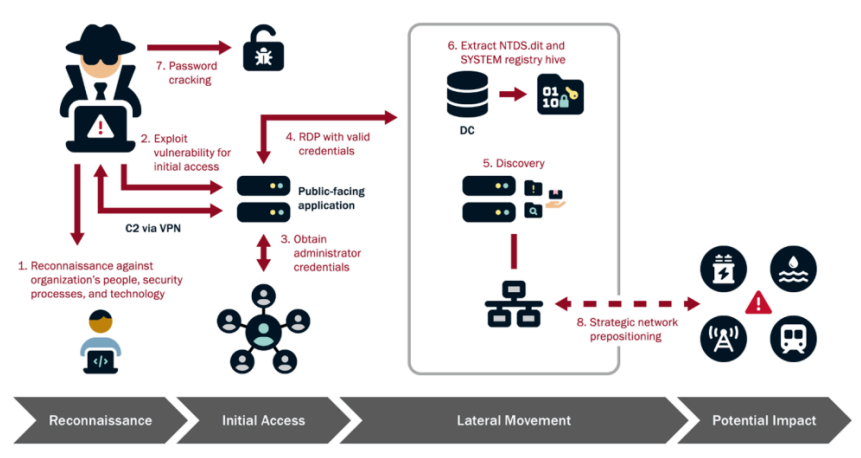 7. Password
cracking
2. Exploit
vulnerability for
initial access
C2 via VPN
1. Reconnaissance against
organization's people, security
processes, and technology
</>
4. RDP with valid
credentials
Public-facing
application
3. Obtain
administrator
credentials
6. Extract NTDS.dit and
SYSTEM registry hive
01
10
DC
5. Discovery
8. Strategic network
prepositioning
Reconnaissance
Initial Access
Lateral Movement
Potential Impact